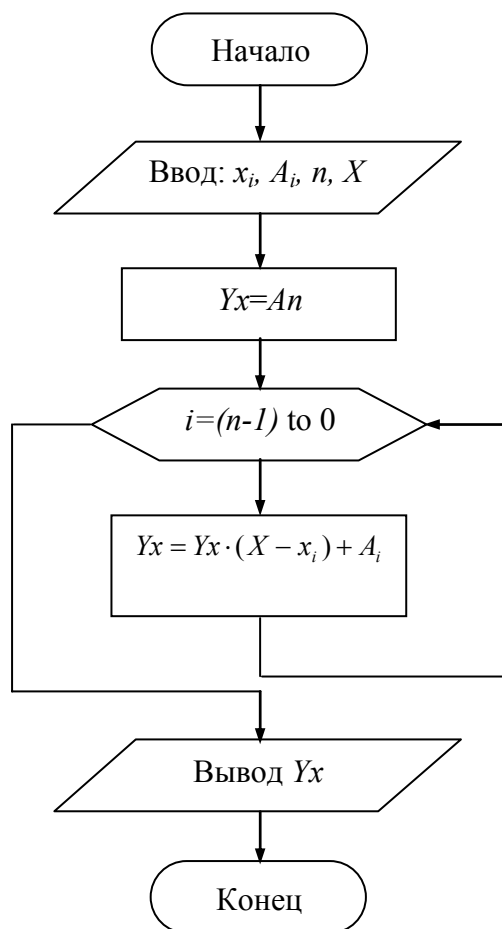 Начало
Ввод: xᵢ, Aᵢ, n, X
Yx=An
i=(n-1) to 0
Yx = Yx · (X − xᵢ) + Aᵢ
Вывод Yx
Конец